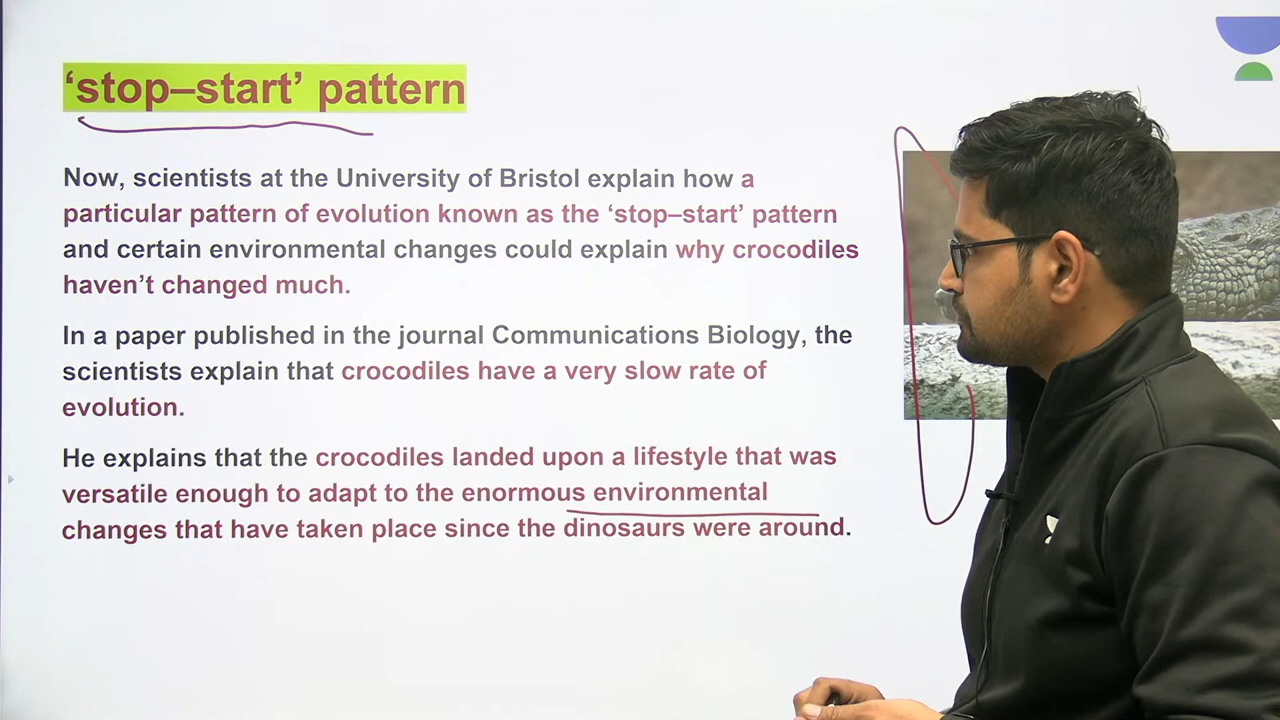 ‘stop–start’ pattern
Now, scientists at the University of Bristol explain how a
particular pattern of evolution known as the ‘stop–start’ pattern
and certain environmental changes could explain why crocodiles
haven’t changed much.
In a paper published in the journal Communications Biology, the
scientists explain that crocodiles have a very slow rate of
evolution.
He explains that the crocodiles landed upon a lifestyle that was
versatile enough to adapt to the enormous environmental
changes that have taken place since the dinosaurs were around.